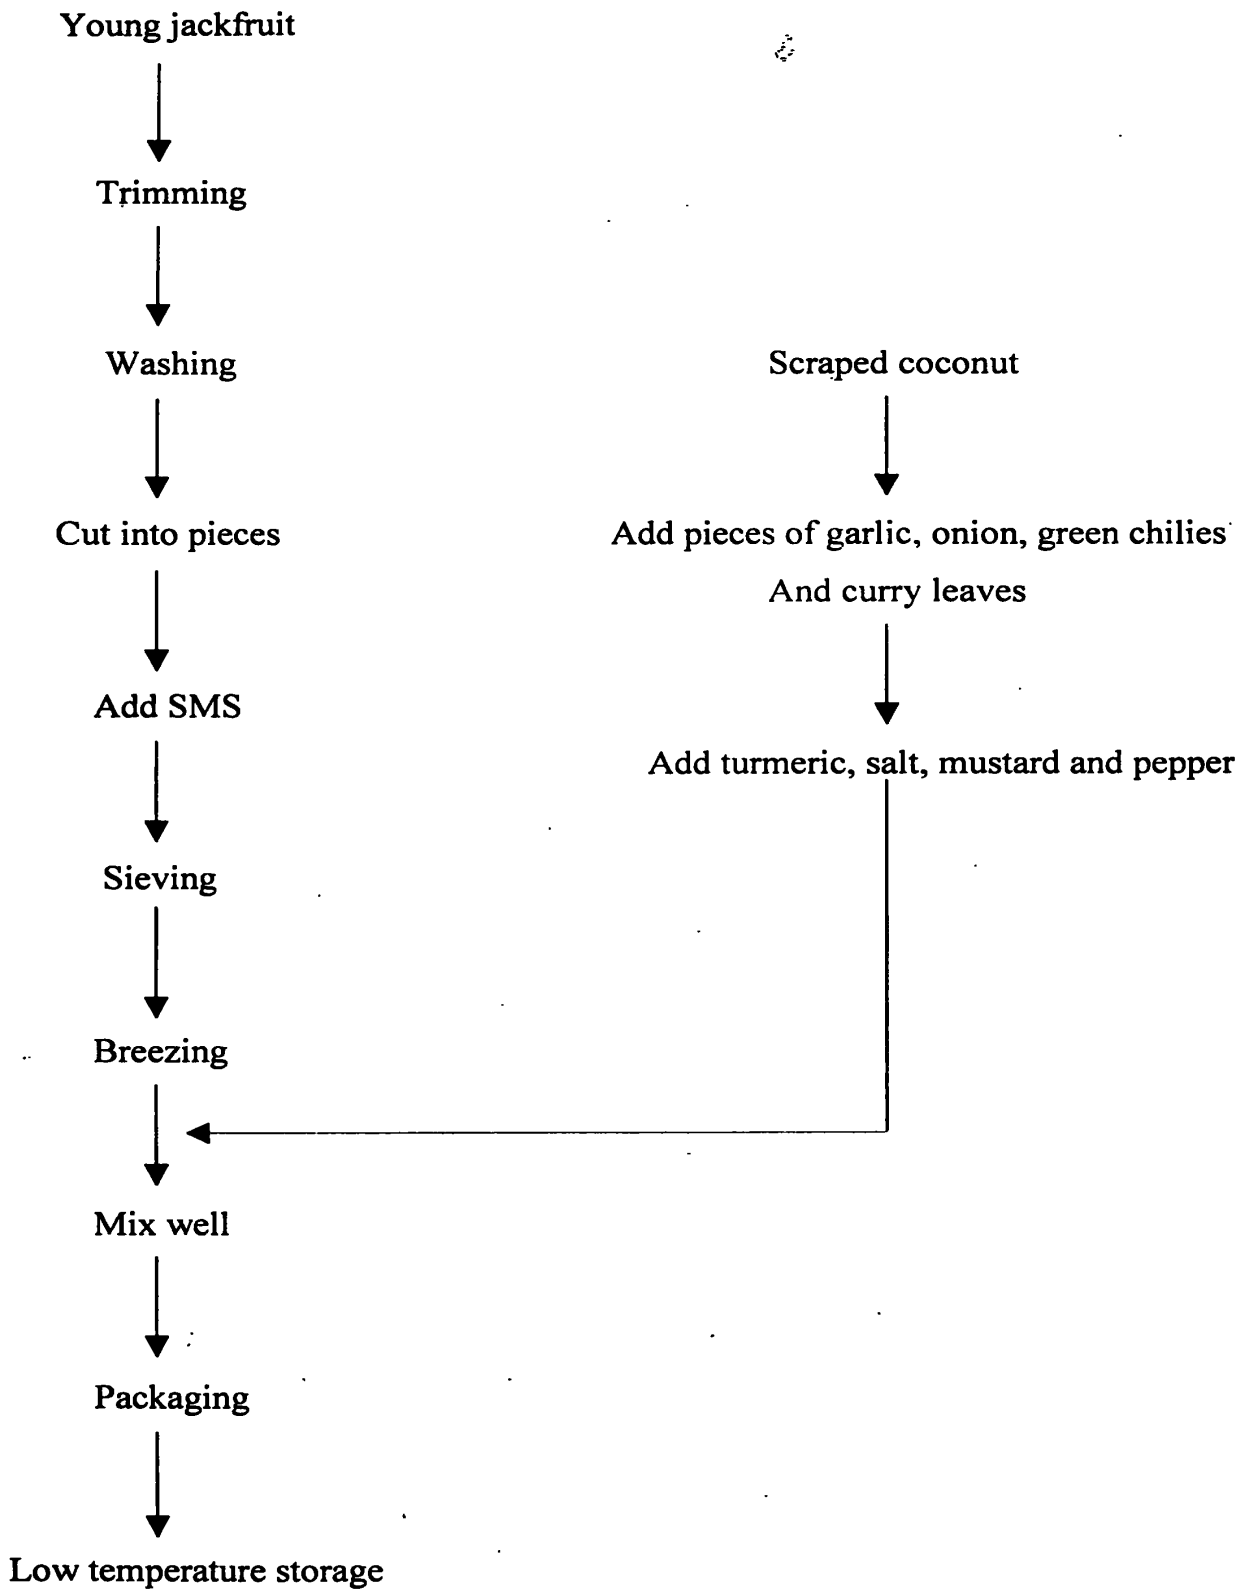 Young jackfruit
Trimming
Washing
Cut into pieces
Add SMS
Sieving
Breezing
Scraped coconut
Add pieces of garlic, onion, green chilies
And curry leaves
Add turmeric, salt, mustard and pepper
Mix well
Packaging
Low temperature storage